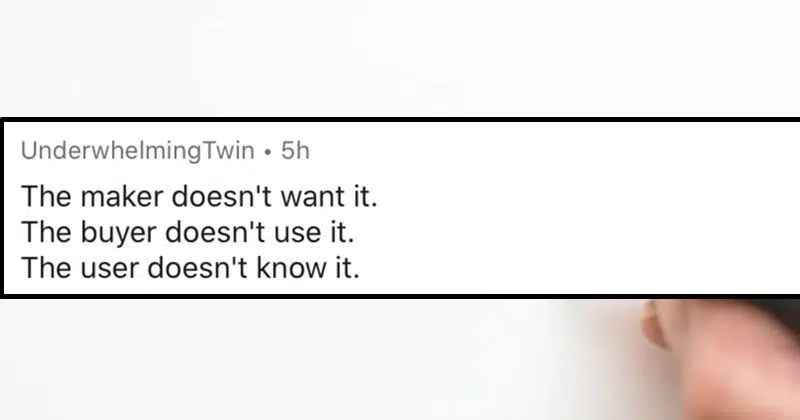 UnderwhelmingTwin • 5h
The maker doesn't want it.
The buyer doesn't use it.
The user doesn't know it.